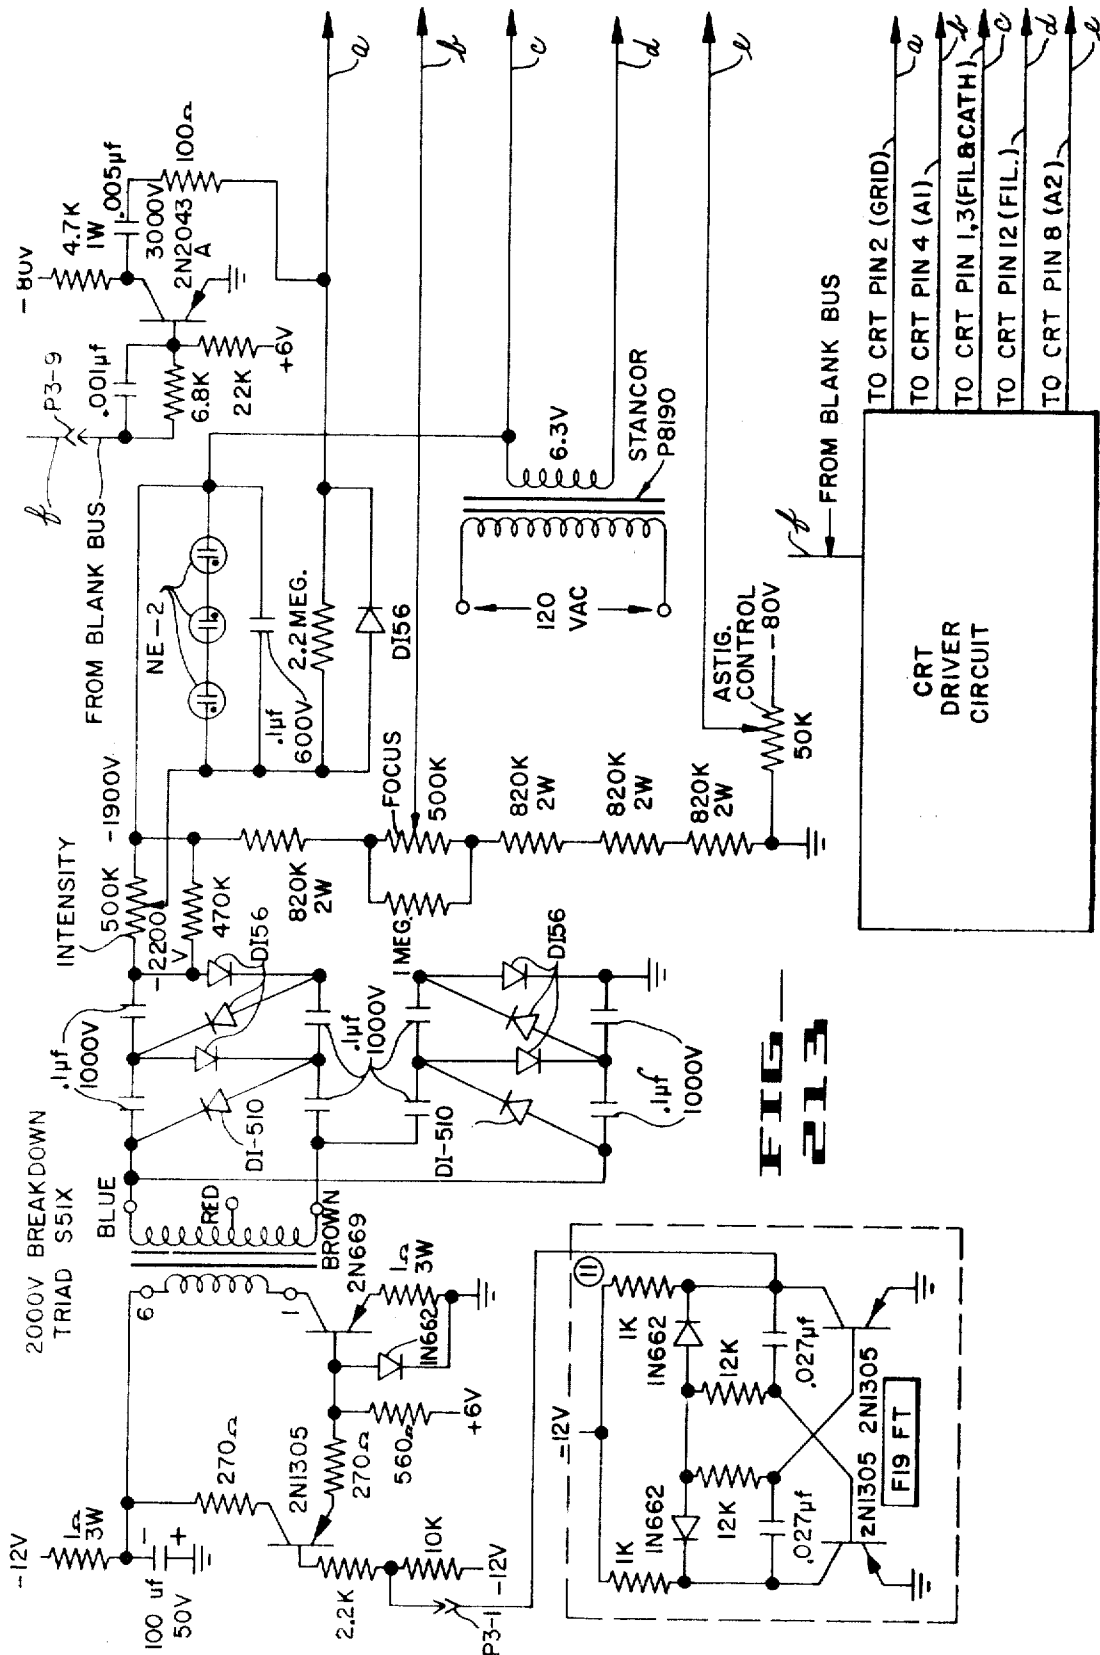 -12V
1Ω
3W
100 uf
50V
270Ω
2N1305
2.2K
270Ω
560Ω
+6V
10K
-12V
P3-1
2000V BREAKDOWN
TRIAD S51X
6
1
2N669
1Ω
3W
1N662
BLUE
RED
BROWN
.1µf
1000V
DI56
DI-510
.1µf
1000V
DI-510
DI56
.1µf
1000V
INTENSITY
500K
-2200
V
-1900V
470K
820K
2W
FOCUS
500K
1 MEG.
820K
2W
820K
2W
820K
2W
ASTIG.
CONTROL
-80V
50K
NE-2
.1µf
600V
2.2 MEG.
DI56
FROM BLANK BUS
f
P3-9
.001µf
6.8K
22K
+6V
-80V
4.7K
1W
.005µf
3000V
2N2043
A
100Ω
120
VAC
6.3V
STANCOR
P8190
a
b
c
d
e
-12V
11
1K
1N662
12K
.027µf
1K
1N662
12K
.027µf
2N1305 2N1305
F19 FT
FIG
213
f
FROM BLANK BUS
CRT
DRIVER
CIRCUIT
TO CRT PIN 2 (GRID)
a
TO CRT PIN 4 (A1)
b
TO CRT PIN 1,3(FIL&CATH)
c
TO CRT PIN 12 (FIL.)
d
TO CRT PIN 8 (A2)
e